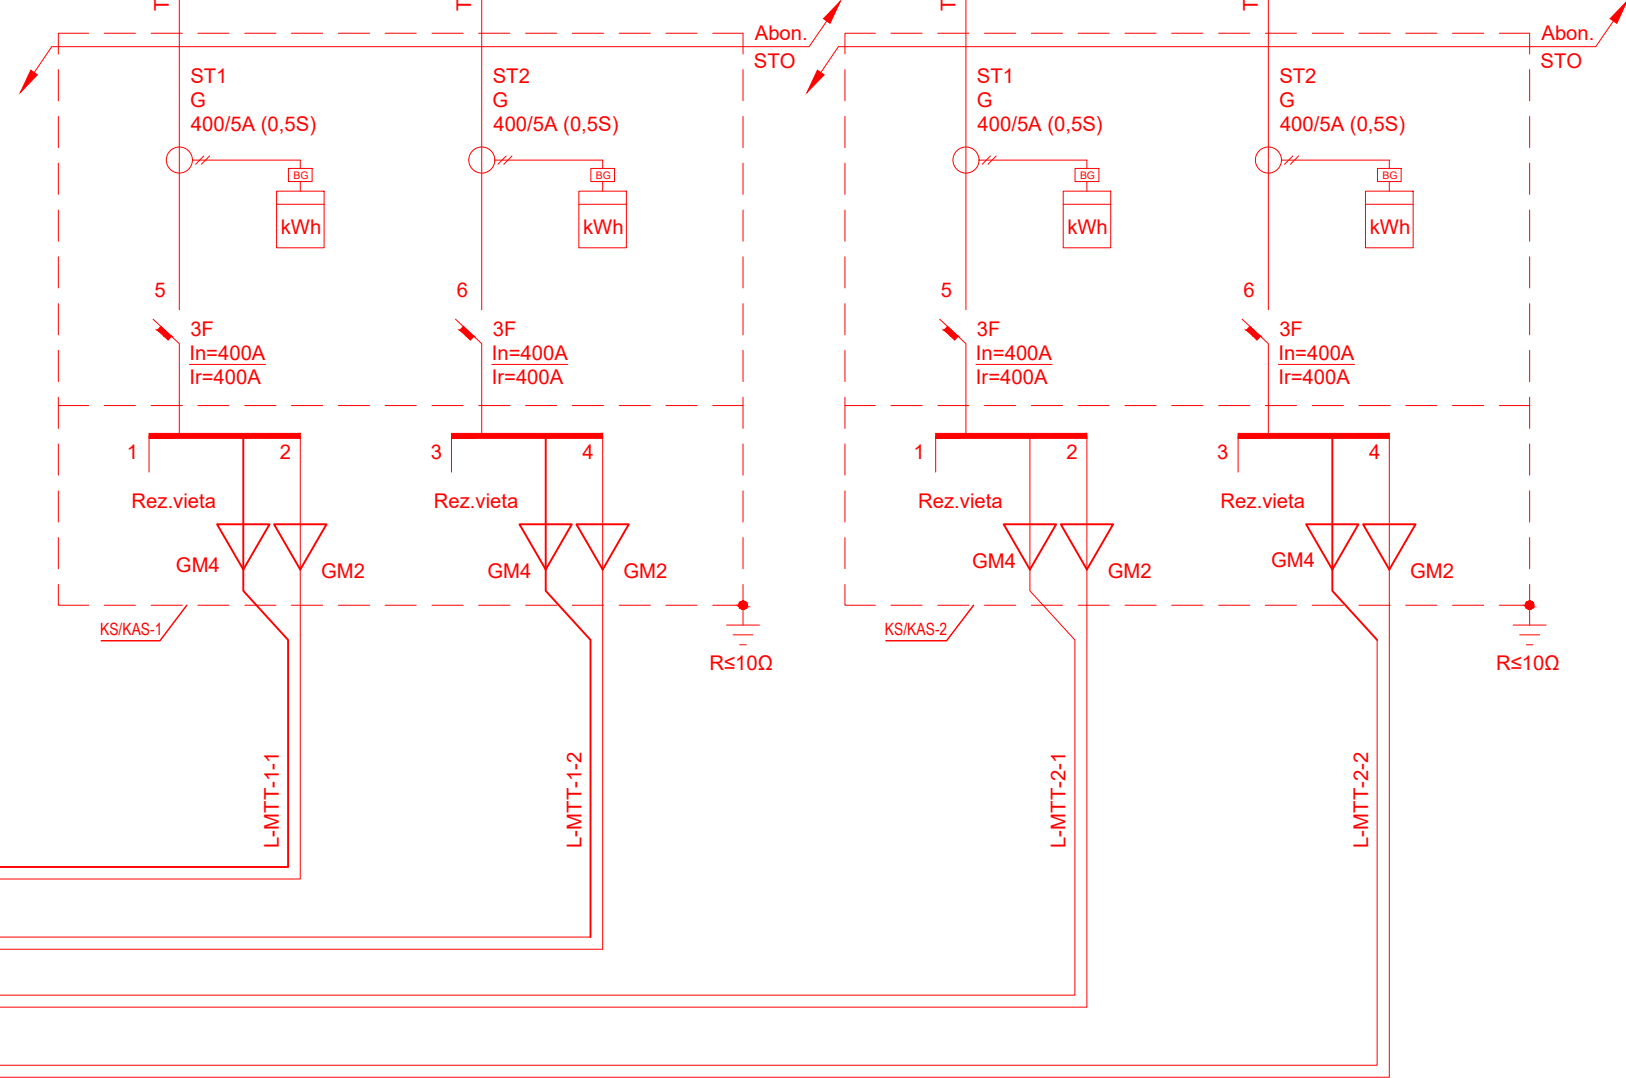 T
T
T
T
Abon.
STO
Abon.
STO
ST1
G
400/5A (0,5S)
BG
kWh
ST2
G
400/5A (0,5S)
BG
kWh
ST1
G
400/5A (0,5S)
BG
kWh
ST2
G
400/5A (0,5S)
BG
kWh
5
3F
In=400A
Ir=400A
6
3F
In=400A
Ir=400A
5
3F
In=400A
Ir=400A
6
3F
In=400A
Ir=400A
1
2
Rez.vieta
GM4
GM2
3
4
Rez.vieta
GM4
GM2
1
2
Rez.vieta
GM4
GM2
3
4
Rez.vieta
GM4
GM2
KS/KAS-1
R≤10Ω
KS/KAS-2
R≤10Ω
L-MTT-1-1
L-MTT-1-2
L-MTT-2-1
L-MTT-2-2